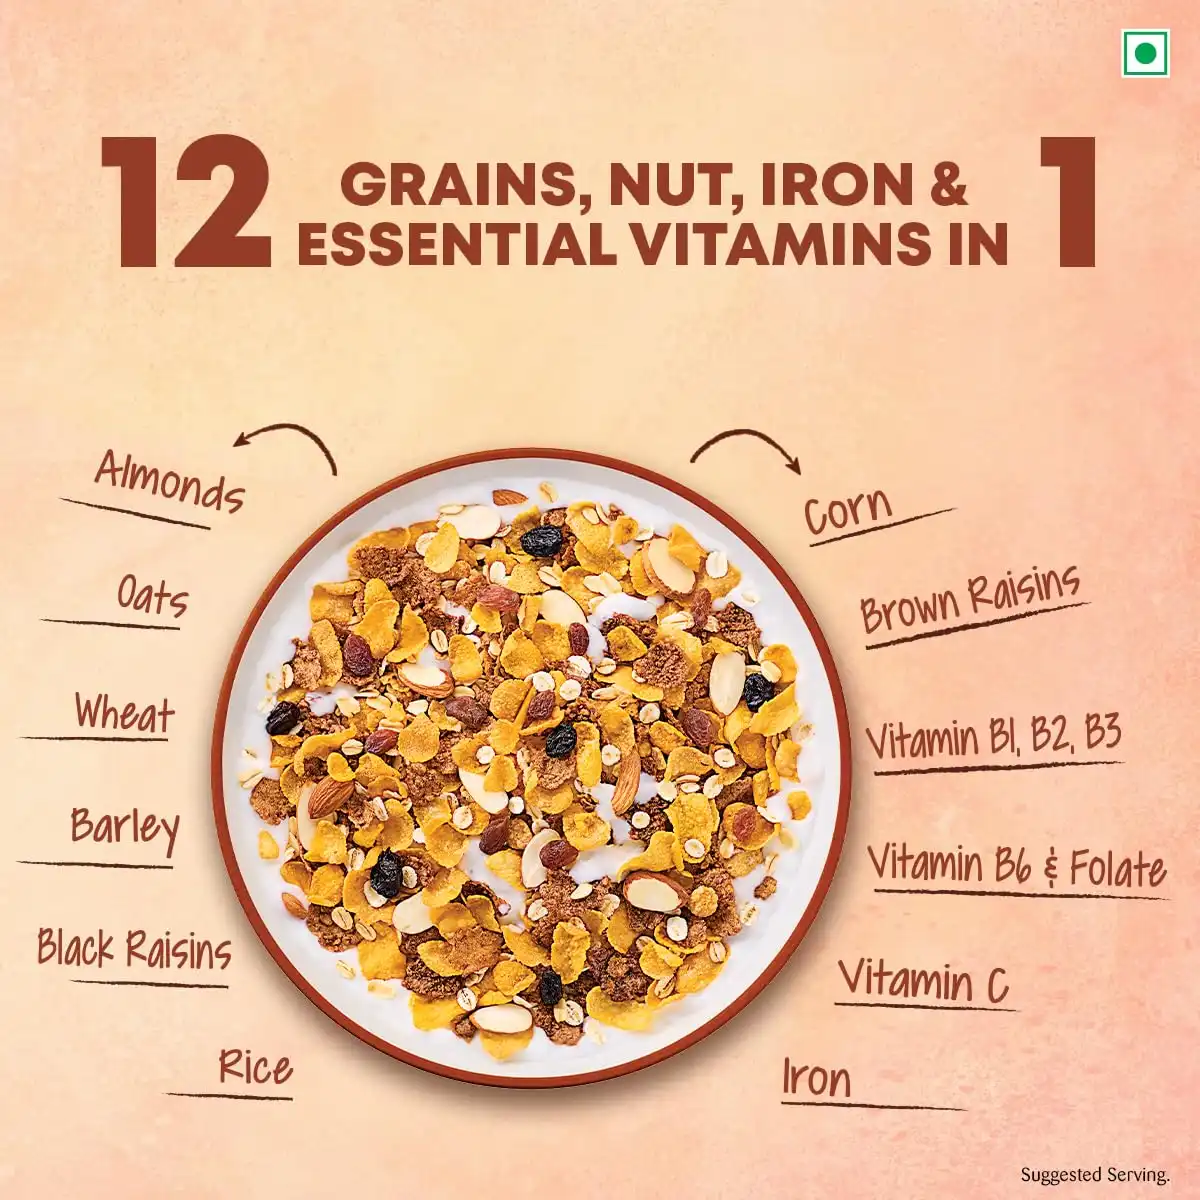 12 GRAINS, NUT, IRON & 1
ESSENTIAL VITAMINS IN
Almonds
Oats
Wheat
Barley
Black Raisins
Rice
Corn
Brown Raisins
Vitamin B1, B2, B3
Vitamin B6 & Folate
Vitamin C
Iron
Suggested Serving.